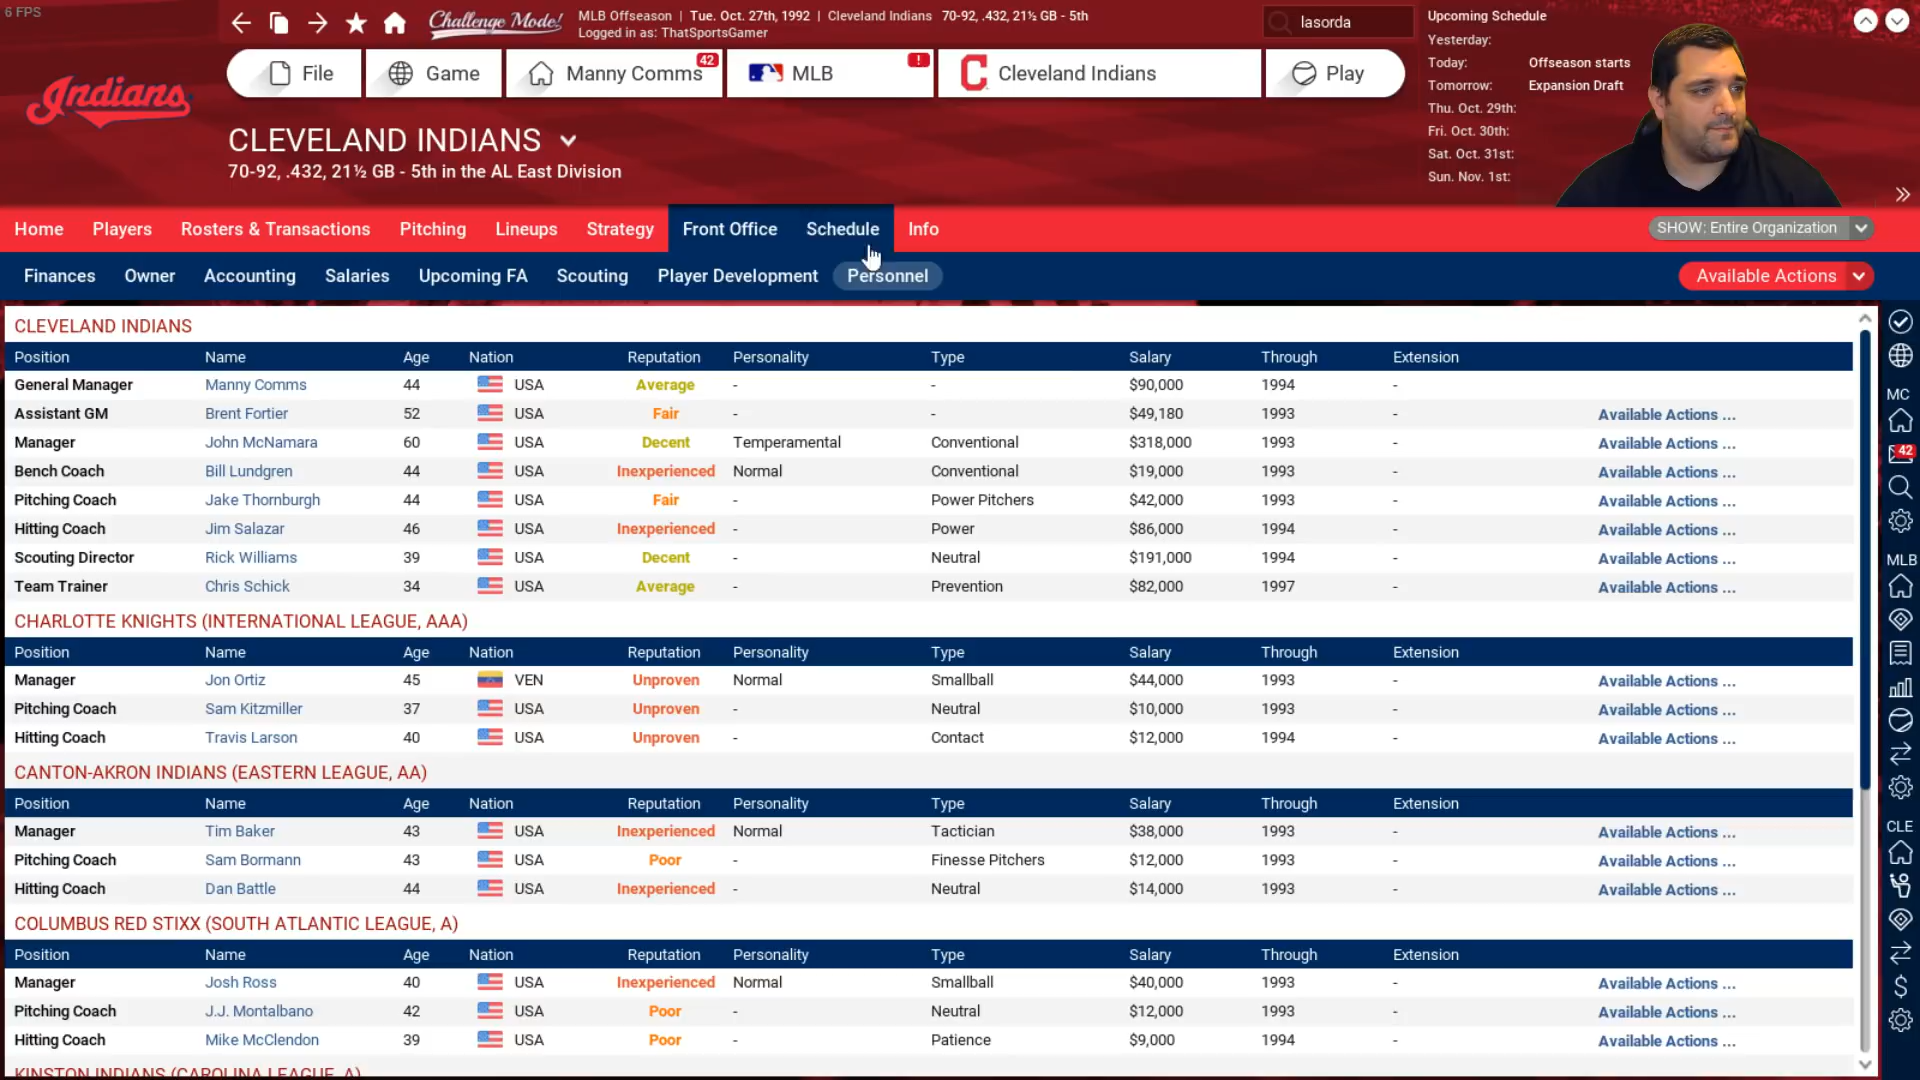 6 FPS
Challenge Mode!
MLB Offseason | Tue. Oct. 27th, 1992 | Cleveland Indians 70-92, .432, 21½ GB - 5th
Logged in as: ThatSportsGamer
lasorda
Upcoming Schedule
Yesterday:
Today: Offseason starts
Tomorrow: Expansion Draft
Thu. Oct. 29th:
Fri. Oct. 30th:
Sat. Oct. 31st:
Sun. Nov. 1st:
Indians
File Game Manny Comms 42 MLB ! Cleveland Indians Play
CLEVELAND INDIANS
70-92, .432, 21½ GB - 5th in the AL East Division
Home Players Rosters & Transactions Pitching Lineups Strategy Front Office Schedule Info SHOW: Entire Organization
Finances Owner Accounting Salaries Upcoming FA Scouting Player Development Personnel Available Actions
CLEVELAND INDIANS
Position Name Age Nation Reputation Personality Type Salary Through Extension
General Manager Manny Comms 44 USA Average - - $90,000 1994 -
Assistant GM Brent Fortier 52 USA Fair - - $49,180 1993 - Available Actions ...
Manager John McNamara 60 USA Decent Temperamental Conventional $318,000 1993 - Available Actions ...
Bench Coach Bill Lundgren 44 USA Inexperienced Normal Conventional $19,000 1993 - Available Actions ...
Pitching Coach Jake Thornburgh 44 USA Fair - Power Pitchers $42,000 1993 - Available Actions ...
Hitting Coach Jim Salazar 46 USA Inexperienced - Power $86,000 1994 - Available Actions ...
Scouting Director Rick Williams 39 USA Decent - Neutral $191,000 1994 - Available Actions ...
Team Trainer Chris Schick 34 USA Average - Prevention $82,000 1997 - Available Actions ...
CHARLOTTE KNIGHTS (INTERNATIONAL LEAGUE, AAA)
Position Name Age Nation Reputation Personality Type Salary Through Extension
Manager Jon Ortiz 45 VEN Unproven Normal Smallball $44,000 1993 - Available Actions ...
Pitching Coach Sam Kitzmiller 37 USA Unproven - Neutral $10,000 1993 - Available Actions ...
Hitting Coach Travis Larson 40 USA Unproven - Contact $12,000 1994 - Available Actions ...
CANTON-AKRON INDIANS (EASTERN LEAGUE, AA)
Position Name Age Nation Reputation Personality Type Salary Through Extension
Manager Tim Baker 43 USA Inexperienced Normal Tactician $38,000 1993 - Available Actions ...
Pitching Coach Sam Bormann 43 USA Poor - Finesse Pitchers $12,000 1993 - Available Actions ...
Hitting Coach Dan Battle 44 USA Inexperienced - Neutral $14,000 1993 - Available Actions ...
COLUMBUS RED STIXX (SOUTH ATLANTIC LEAGUE, A)
Position Name Age Nation Reputation Personality Type Salary Through Extension
Manager Josh Ross 40 USA Inexperienced Normal Smallball $40,000 1993 - Available Actions ...
Pitching Coach J.J. Montalbano 42 USA Poor - Neutral $12,000 1993 - Available Actions ...
Hitting Coach Mike McClendon 39 USA Poor - Patience $9,000 1994 - Available Actions ...
KINSTON INDIANS (CAROLINA LEAGUE, A)
MC
42
MLB
CLE